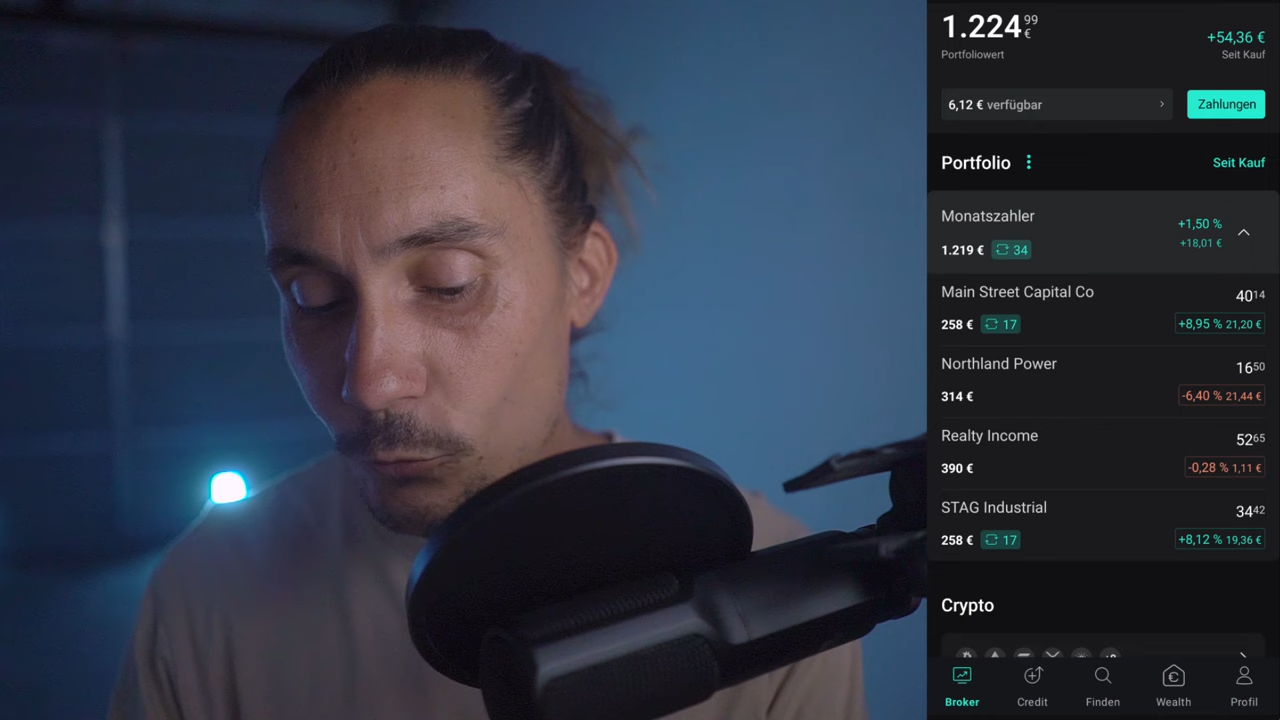 1.224 99 €
+54,36 €
Portfoliowert
Seit Kauf
6,12 € verfügbar
Zahlungen
Portfolio
Seit Kauf
Monatszahler
+1,50 %
1.219 € 34
+18,01 €
Main Street Capital Co
40 14
258 € 17
+8,95 % 21,20 €
Northland Power
16 50
314 €
-6,40 % 21,44 €
Realty Income
52 65
390 €
-0,28 % 1,11 €
STAG Industrial
34 42
258 € 17
+8,12 % 19,36 €
Crypto
Broker
Credit
Finden
Wealth
Profil